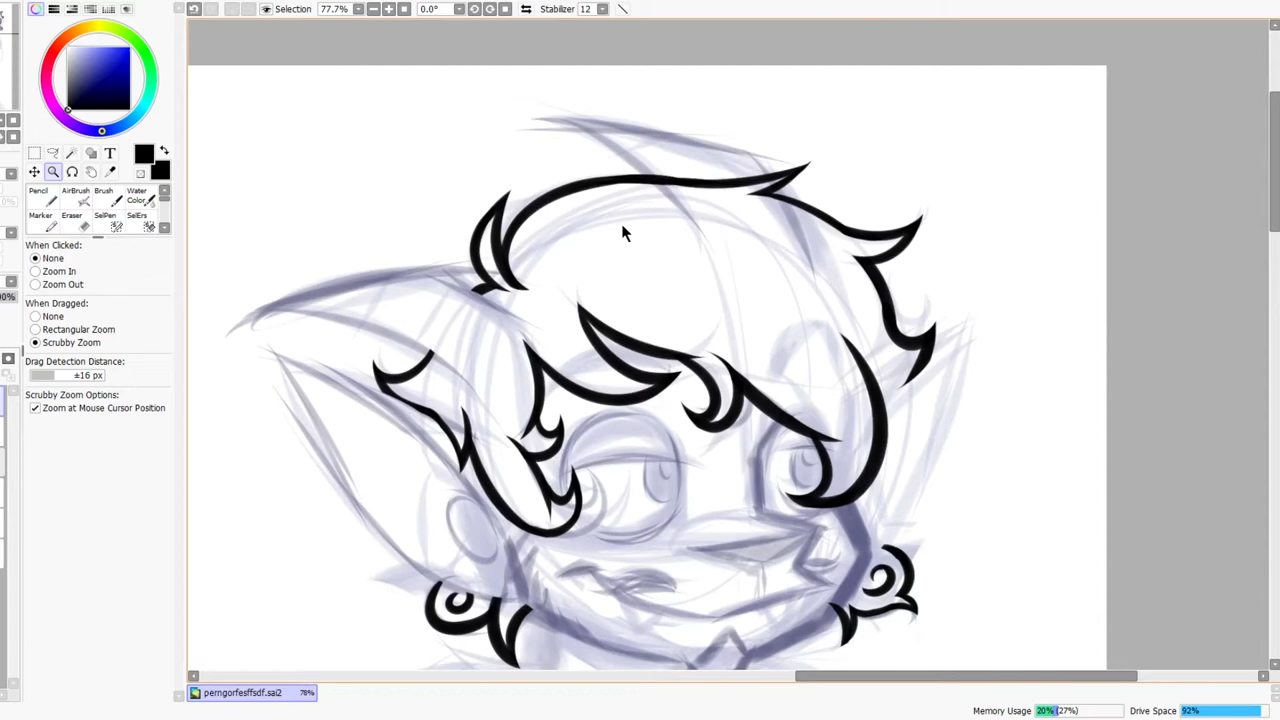 Selection 77.7% 0.0° Stabilizer 12
T
Pencil AirBrush Brush Water Color
Marker Eraser SelPen SelErs
When Clicked:
None
Zoom In
Zoom Out
When Dragged:
None
Rectangular Zoom
Scrubby Zoom
Drag Detection Distance:
±16 px
Scrubby Zoom Options:
Zoom at Mouse Cursor Position
perngorfesffsdf.sai2 78%
Memory Usage 20% (27%) Drive Space 92%